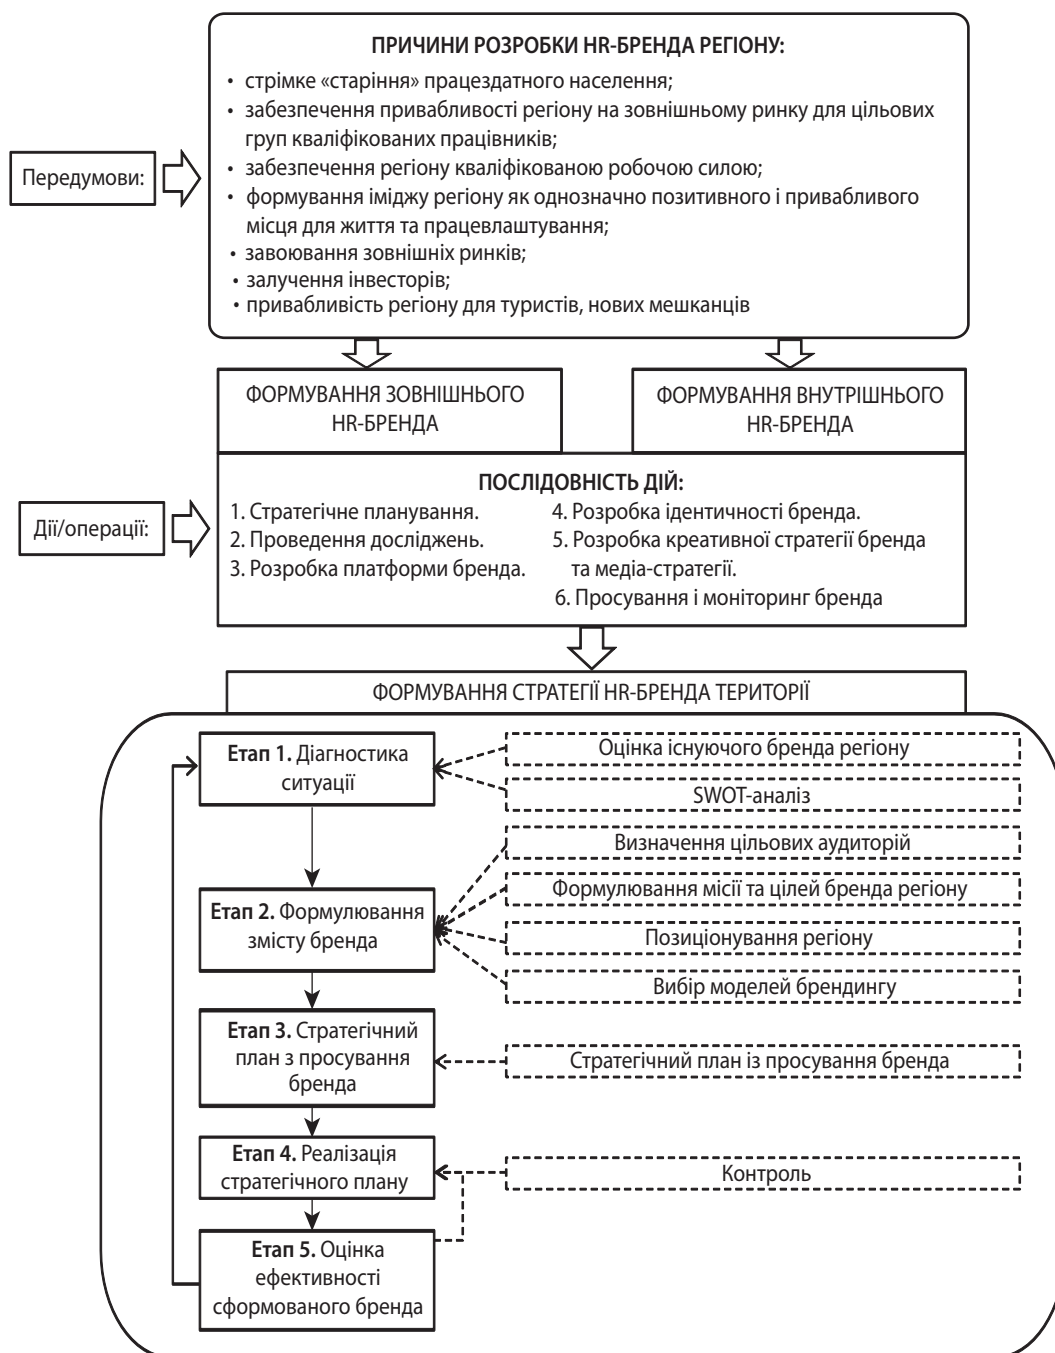 ПРИЧИНИ РОЗРОБКИ HR-БРЕНДА РЕГІОНУ:
• стрімке «старіння» працездатного населення;
• забезпечення привабливості регіону на зовнішньому ринку для цільових
груп кваліфікованих працівників;
• забезпечення регіону кваліфікованою робочою силою;
• формування іміджу регіону як однозначно позитивного і привабливого
місця для життя та працевлаштування;
• завоювання зовнішніх ринків;
• залучення інвесторів;
• привабливість регіону для туристів, нових мешканців
Передумови:
ФОРМУВАННЯ ЗОВНІШНЬОГО
HR-БРЕНДА
ФОРМУВАННЯ ВНУТРІШНЬОГО
HR-БРЕНДА
Дії/операції:
ПОСЛІДОВНІСТЬ ДІЙ:
1. Стратегічне планування.
2. Проведення досліджень.
3. Розробка платформи бренда.
4. Розробка ідентичності бренда.
5. Розробка креативної стратегії бренда
та медіа-стратегії.
6. Просування і моніторинг бренда
ФОРМУВАННЯ СТРАТЕГІЇ HR-БРЕНДА ТЕРИТОРІЇ
Етап 1. Діагностика
ситуації
Оцінка існуючого бренда регіону
SWOT-аналіз
Етап 2. Формулювання
змісту бренда
Визначення цільових аудиторій
Формулювання місії та цілей бренда регіону
Позиціонування регіону
Вибір моделей брендингу
Етап 3. Стратегічний
план з просування
бренда
Стратегічний план із просування бренда
Етап 4. Реалізація
стратегічного плану
Контроль
Етап 5. Оцінка
ефективності
сформованого бренда